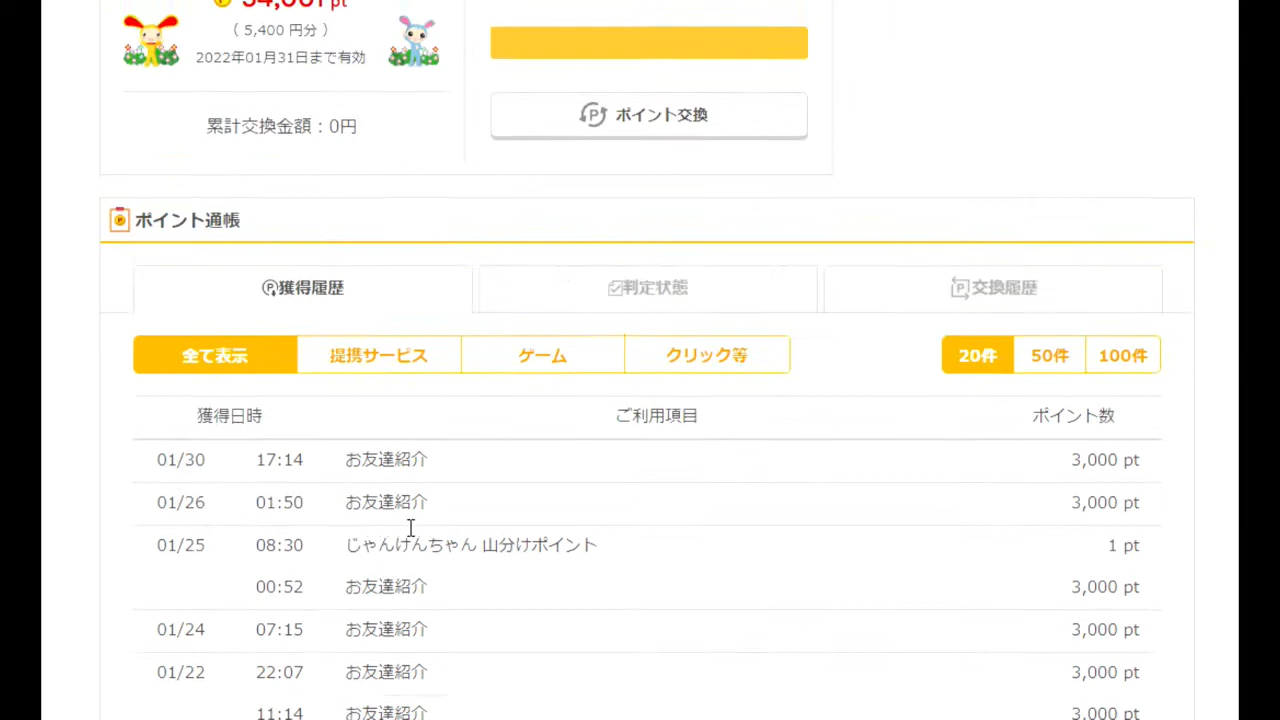 ( 5,400 円分 )
2022年01月31日まで有効
累計交換金額：0円
ポイント交換
ポイント通帳
獲得履歴
判定状態
交換履歴
全て表示
提携サービス
ゲーム
クリック等
20件
50件
100件
獲得日時 ご利用項目 ポイント数
01/30 17:14 お友達紹介 3,000 pt
01/26 01:50 お友達紹介 3,000 pt
01/25 08:30 じゃんけんちゃん 山分けポイント 1 pt
00:52 お友達紹介 3,000 pt
01/24 07:15 お友達紹介 3,000 pt
01/22 22:07 お友達紹介 3,000 pt
11:14 お友達紹介 3,000 pt